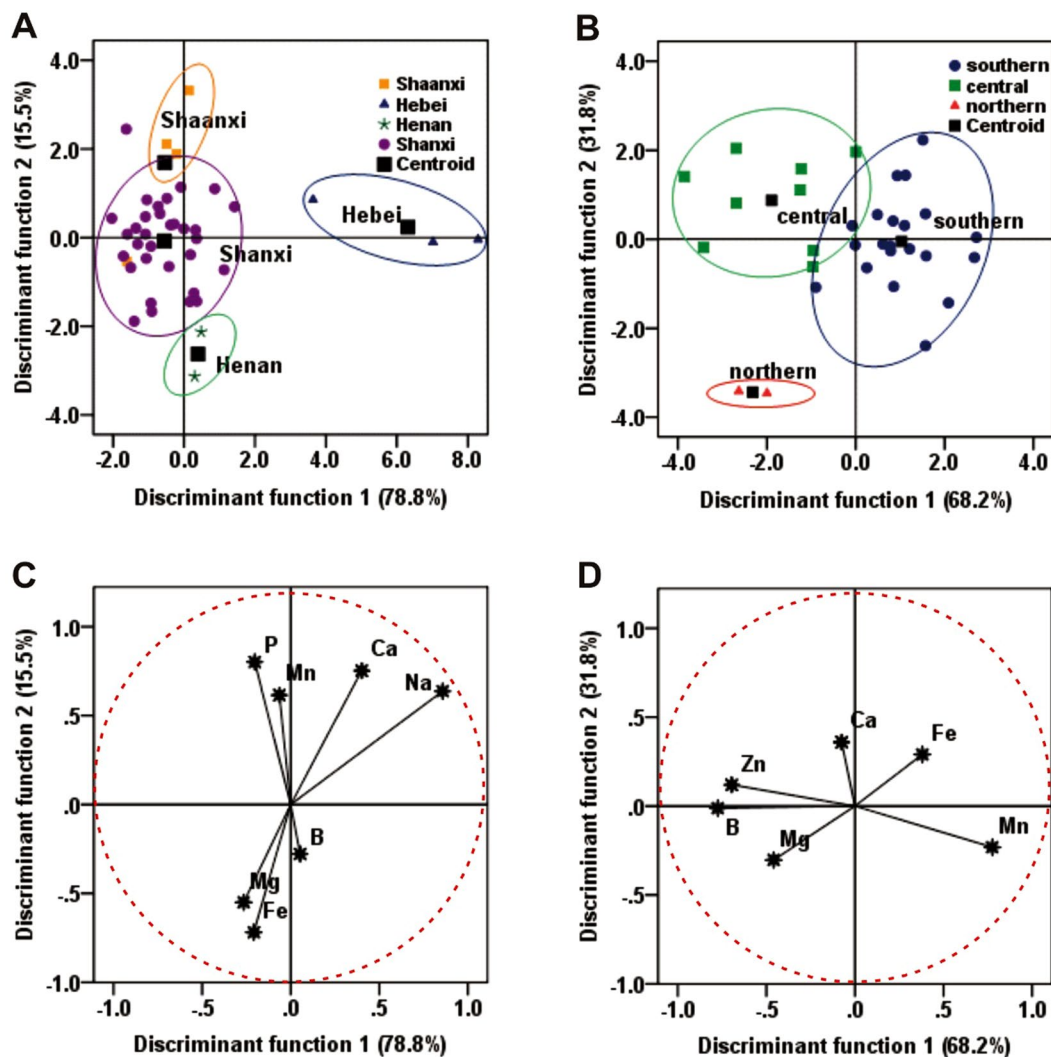 A
Discriminant function 2 (15.5%)
4.0
2.0
0.0
-2.0
-4.0
Shaanxi
Hebei
Henan
Shanxi
Centroid
Shaanxi
Hebei
Shanxi
Henan
-2.0 0.0 2.0 4.0 6.0 8.0
Discriminant function 1 (78.8%)
B
Discriminant function 2 (31.8%)
4.0
2.0
0.0
-2.0
-4.0
southern
central
northern
Centroid
central
southern
northern
-4.0 -2.0 0.0 2.0 4.0
Discriminant function 1 (68.2%)
C
Discriminant function 2 (15.5%)
1.0
.5
.0
-.5
-1.0
P
Mn
Ca
Na
B
Mg
Fe
-1.0 -.5 .0 .5 1.0
Discriminant function 1 (78.8%)
D
Discriminant function 2 (31.8%)
1.0
.5
.0
-.5
-1.0
Ca
Fe
Zn
B
Mg
Mn
-1.0 -.5 .0 .5 1.0
Discriminant function 1 (68.2%)